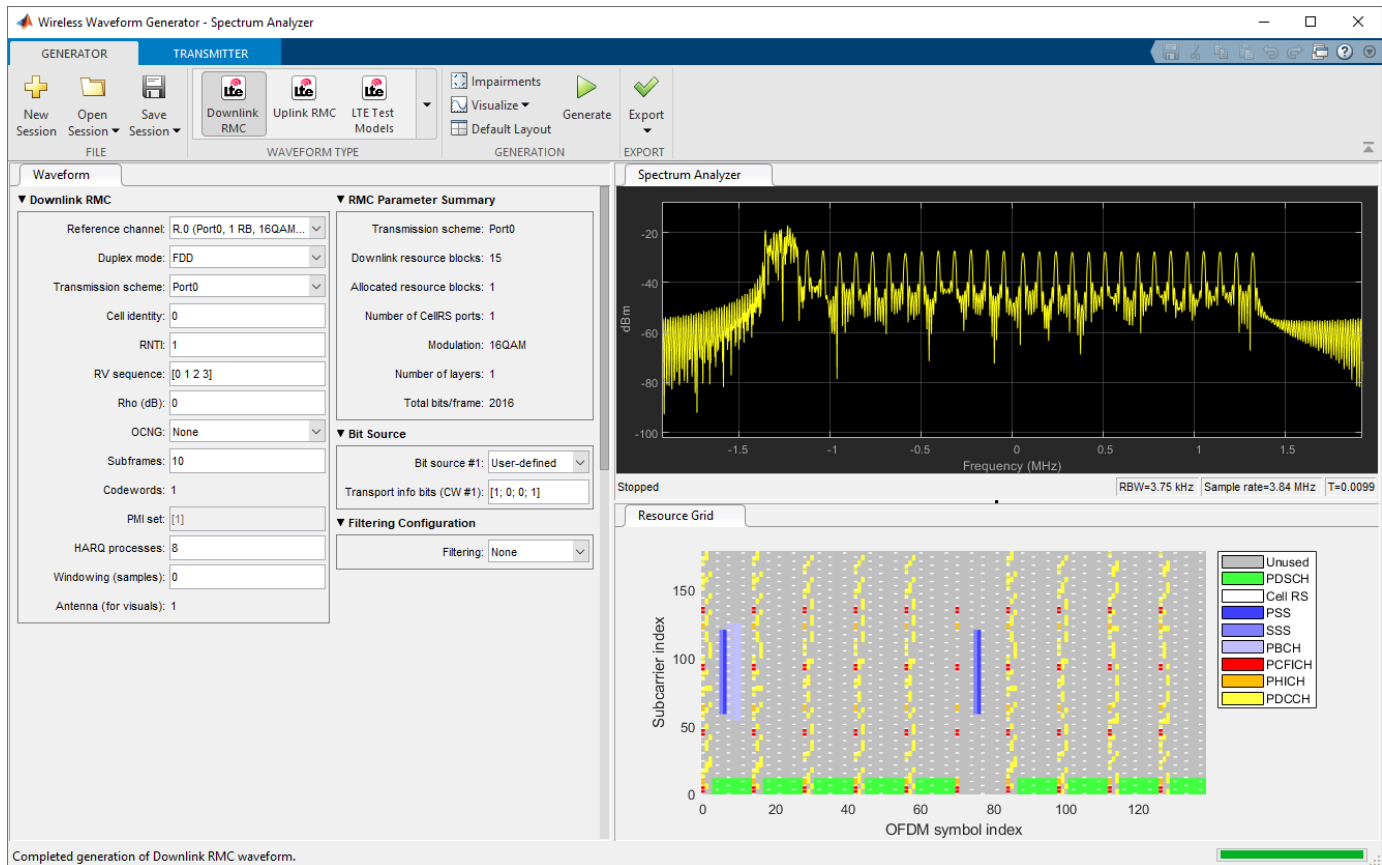 Wireless Waveform Generator - Spectrum Analyzer
GENERATOR
TRANSMITTER
New Session
Open Session
Save Session
FILE
Lte
Downlink RMC
Lte
Uplink RMC
Lte
LTE Test Models
WAVEFORM TYPE
Impairments
Visualize
Default Layout
Generate
GENERATION
Export
EXPORT
Waveform
Downlink RMC
Reference channel: R.0 (Port0, 1 RB, 16QAM...
Duplex mode: FDD
Transmission scheme: Port0
Cell identity: 0
RNTI: 1
RV sequence: [0 1 2 3]
Rho (dB): 0
OCNG: None
Subframes: 10
Codewords: 1
PMI set: [1]
HARQ processes: 8
Windowing (samples): 0
Antenna (for visuals): 1
RMC Parameter Summary
Transmission scheme: Port0
Downlink resource blocks: 15
Allocated resource blocks: 1
Number of CellRS ports: 1
Modulation: 16QAM
Number of layers: 1
Total bits/frame: 2016
Bit Source
Bit source #1: User-defined
Transport info bits (CW #1): [1; 0; 0; 1]
Filtering Configuration
Filtering: None
Spectrum Analyzer
-20
-40
-60
-80
-100
dBm
-1.5 -1 -0.5 0 0.5 1 1.5
Frequency (MHz)
Stopped
RBW=3.75 kHz Sample rate=3.84 MHz T=0.0099
Resource Grid
150
100
50
0
Subcarrier index
0 20 40 60 80 100 120
OFDM symbol index
Unused
PDSCH
Cell RS
PSS
SSS
PBCH
PCFICH
PHICH
PDCCH
Completed generation of Downlink RMC waveform.